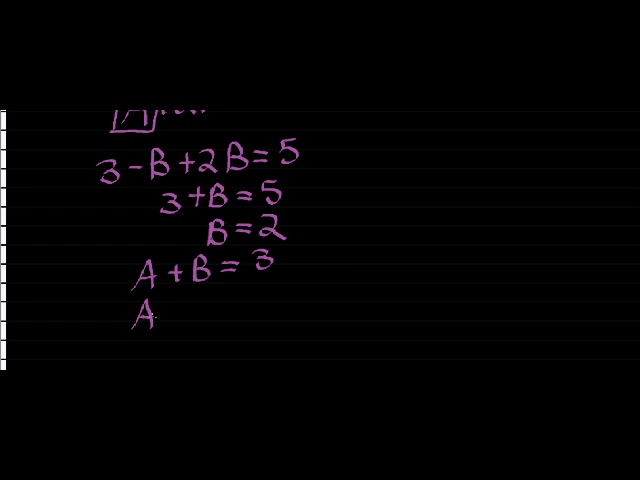 A
3 - B + 2B = 5
3 + B = 5
B = 2
A + B = 3
A